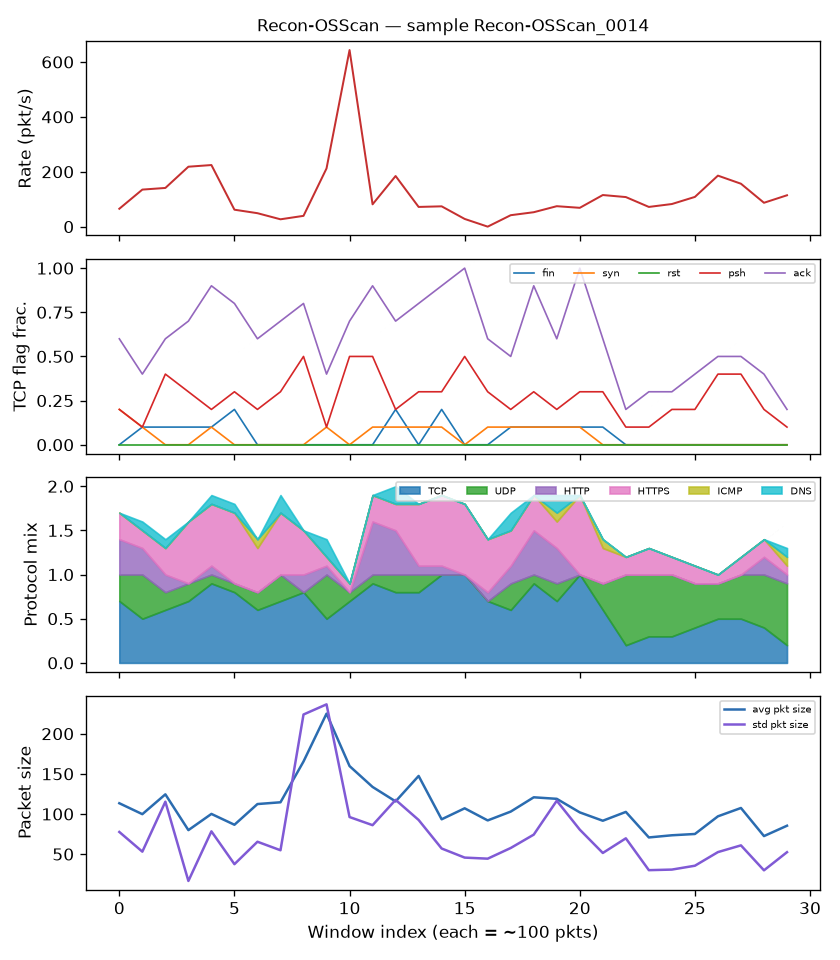 Recon-OSScan — sample Recon-OSScan_0014
Rate (pkt/s)
600
400
200
0
TCP flag frac.
1.00
0.75
0.50
0.25
0.00
fin syn rst psh ack
Protocol mix
2.0
1.5
1.0
0.5
0.0
TCP UDP HTTP HTTPS ICMP DNS
Packet size
200
150
100
50
avg pkt size
std pkt size
0 5 10 15 20 25 30
Window index (each = ~100 pkts)